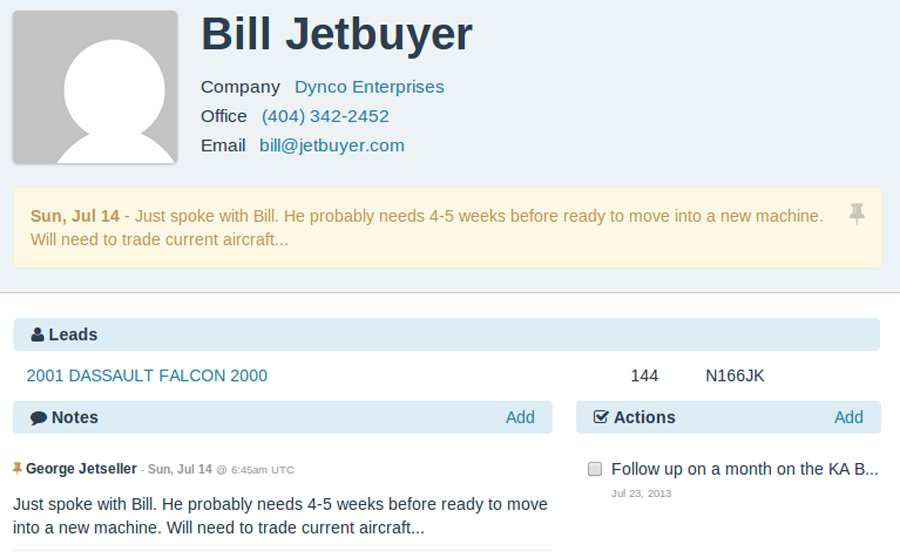 Bill Jetbuyer
Company Dynco Enterprises
Office (404) 342-2452
Email bill@jetbuyer.com
Sun, Jul 14 - Just spoke with Bill. He probably needs 4-5 weeks before ready to move into a new machine.
Will need to trade current aircraft...
Leads
2001 DASSAULT FALCON 2000 144 N166JK
Notes Add
George Jetseller - Sun, Jul 14 @ 6:45am UTC
Just spoke with Bill. He probably needs 4-5 weeks before ready to move
into a new machine. Will need to trade current aircraft...
Actions Add
Follow up on a month on the KA B...
Jul 23, 2013